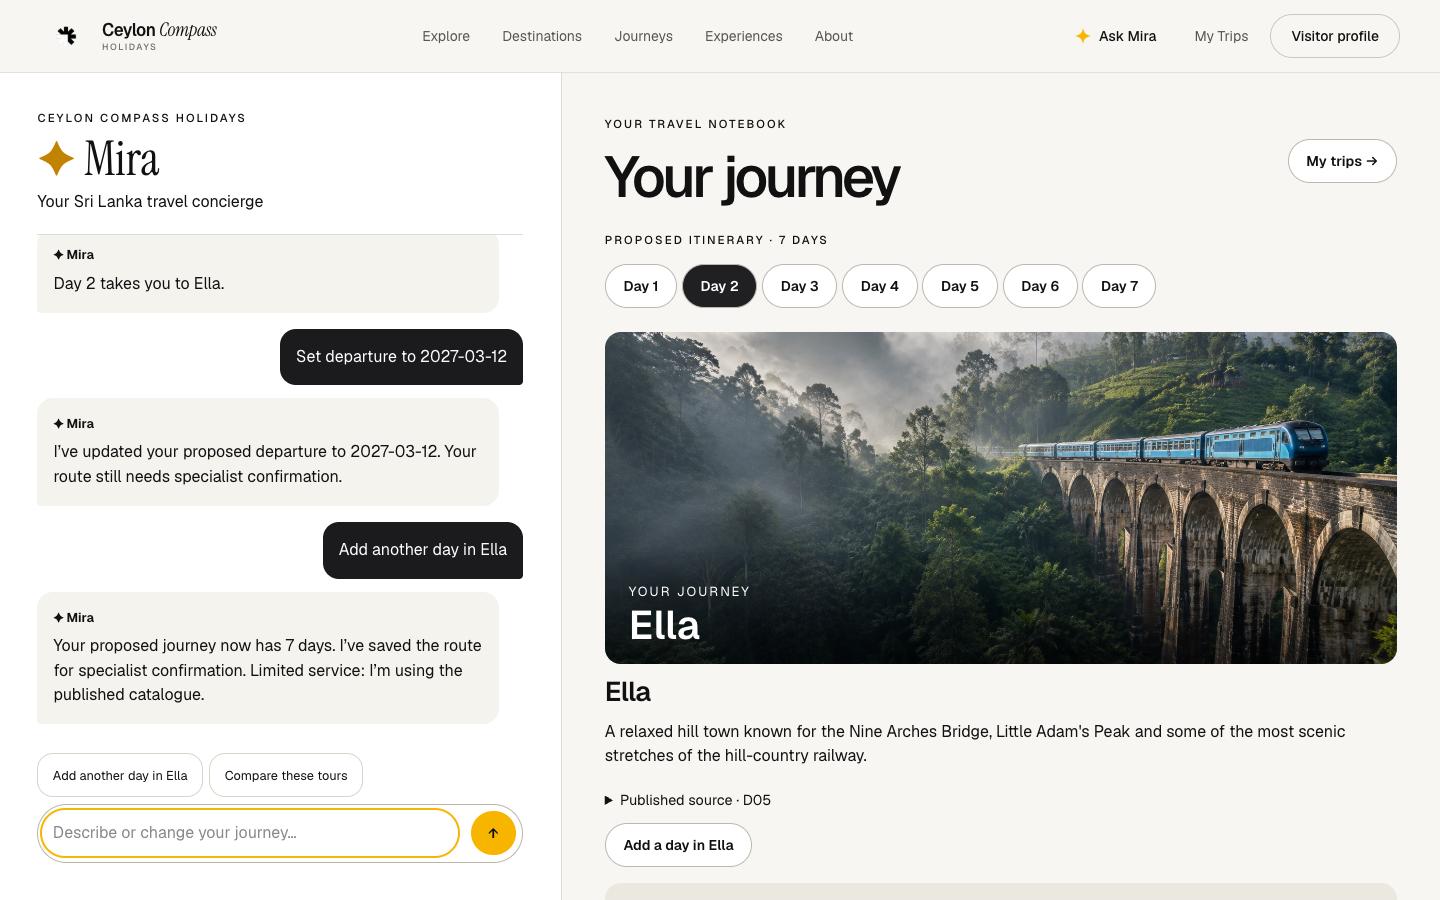 Ceylon Compass
HOLIDAYS
Explore
Destinations
Journeys
Experiences
About
Ask Mira
My Trips
Visitor profile
CEYLON COMPASS HOLIDAYS
Mira
Your Sri Lanka travel concierge
Mira
Day 2 takes you to Ella.
Set departure to 2027-03-12
Mira
I've updated your proposed departure to 2027-03-12. Your
route still needs specialist confirmation.
Add another day in Ella
Mira
Your proposed journey now has 7 days. I've saved the route
for specialist confirmation. Limited service: I'm using the
published catalogue.
Add another day in Ella
Compare these tours
Describe or change your journey...
YOUR TRAVEL NOTEBOOK
Your journey
My trips →
PROPOSED ITINERARY · 7 DAYS
Day 1
Day 2
Day 3
Day 4
Day 5
Day 6
Day 7
YOUR JOURNEY
Ella
Ella
A relaxed hill town known for the Nine Arches Bridge, Little Adam's Peak and some of the most scenic
stretches of the hill-country railway.
Published source · D05
Add a day in Ella